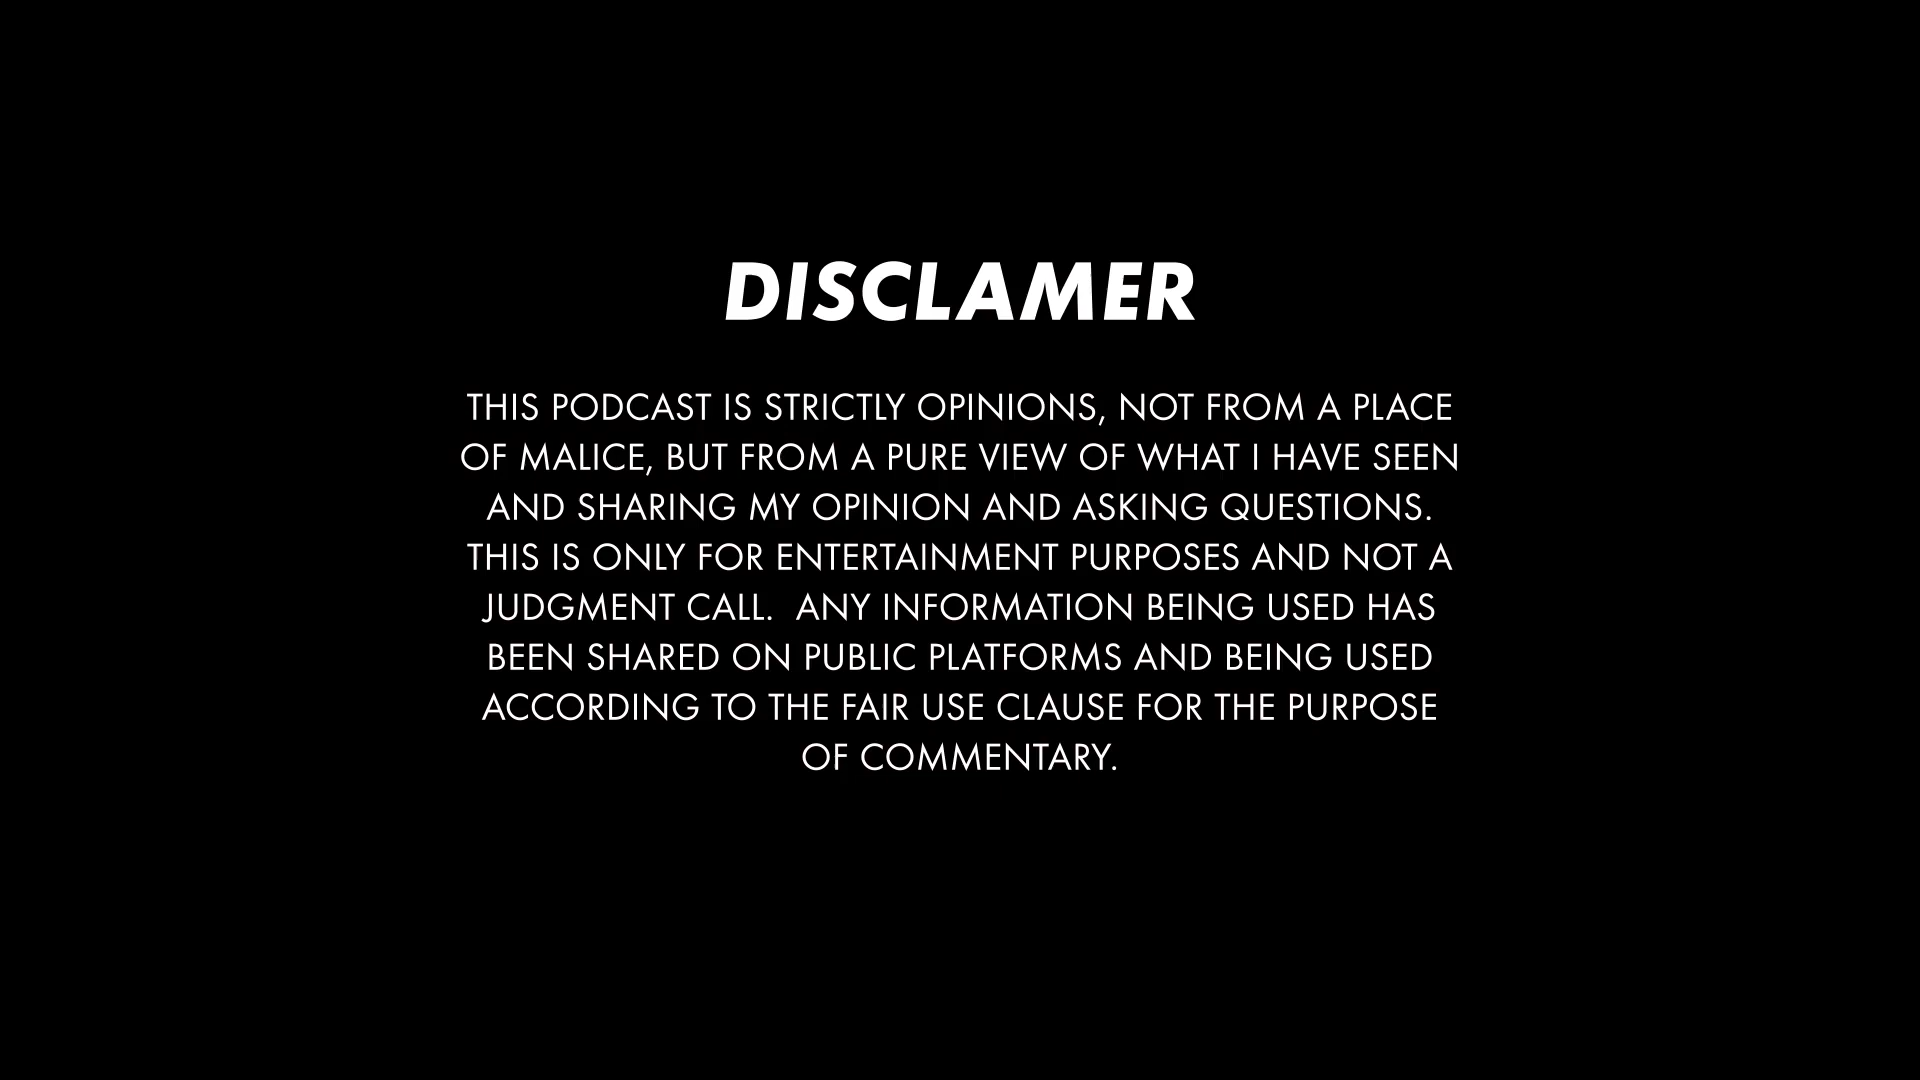 DISCLAMER
THIS PODCAST IS STRICTLY OPINIONS, NOT FROM A PLACE
OF MALICE, BUT FROM A PURE VIEW OF WHAT I HAVE SEEN
AND SHARING MY OPINION AND ASKING QUESTIONS.
THIS IS ONLY FOR ENTERTAINMENT PURPOSES AND NOT A
JUDGMENT CALL.  ANY INFORMATION BEING USED HAS
BEEN SHARED ON PUBLIC PLATFORMS AND BEING USED
ACCORDING TO THE FAIR USE CLAUSE FOR THE PURPOSE
OF COMMENTARY.